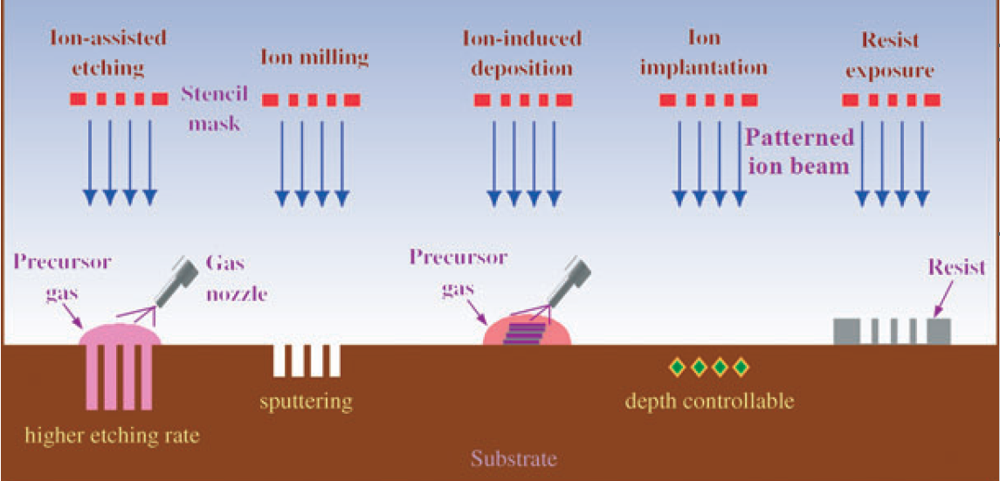 Ion-assisted
etching
Ion milling
Ion-induced
deposition
Ion
implantation
Resist
exposure
Stencil
mask
Patterned
ion beam
Precursor
gas
Gas
nozzle
Precursor
gas
Resist
higher etching rate
sputtering
depth controllable
Substrate